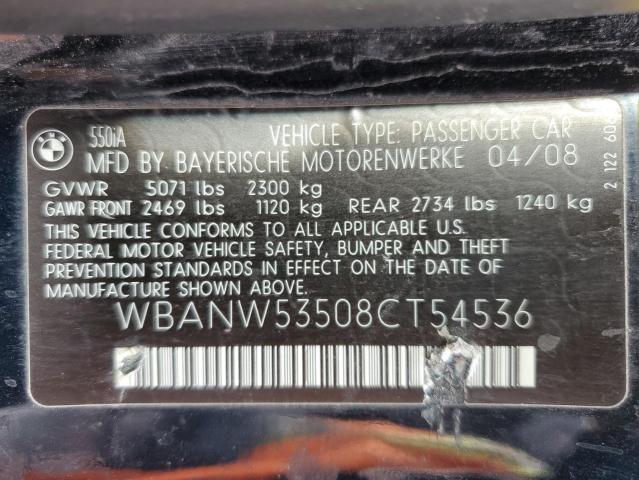 550iA VEHICLE TYPE: PASSENGER CAR
MFD BY BAYERISCHE MOTORENWERKE 04/08
GVWR 5071 lbs 2300 kg
GAWR FRONT 2469 lbs 1120 kg REAR 2734 lbs 1240 kg
THIS VEHICLE CONFORMS TO ALL APPLICABLE U.S.
FEDERAL MOTOR VEHICLE SAFETY, BUMPER AND THEFT
PREVENTION STANDARDS IN EFFECT ON THE DATE OF
MANUFACTURE SHOWN ABOVE.
WBANW53508CT54536
2 122 606